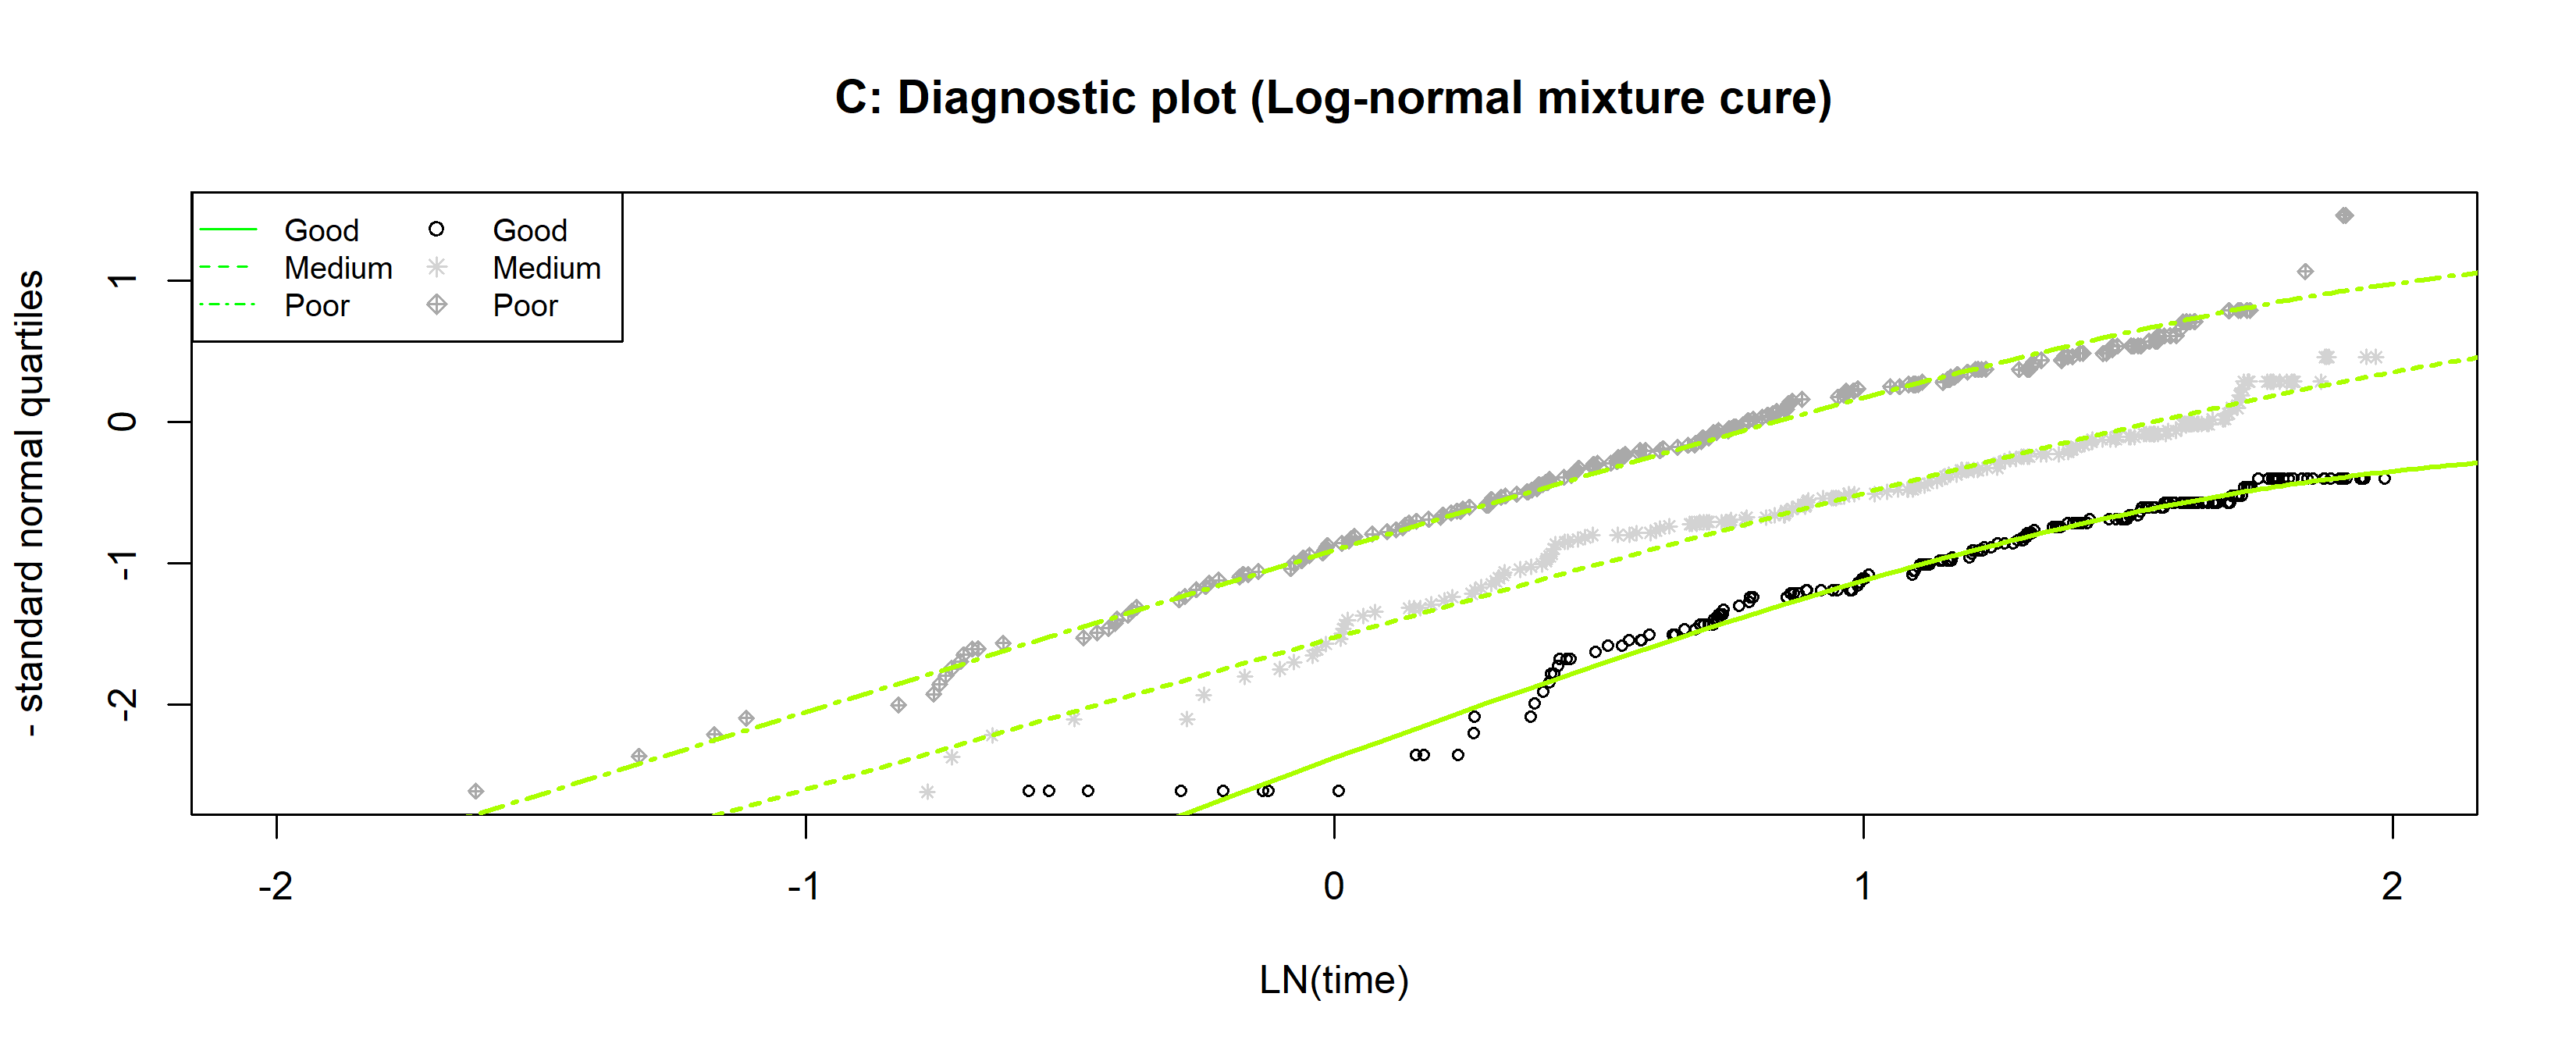 C: Diagnostic plot (Log-normal mixture cure)
Good Good
Medium Medium
Poor Poor
- standard normal quartiles
1
0
-1
-2
-2 -1 0 1 2
LN(time)